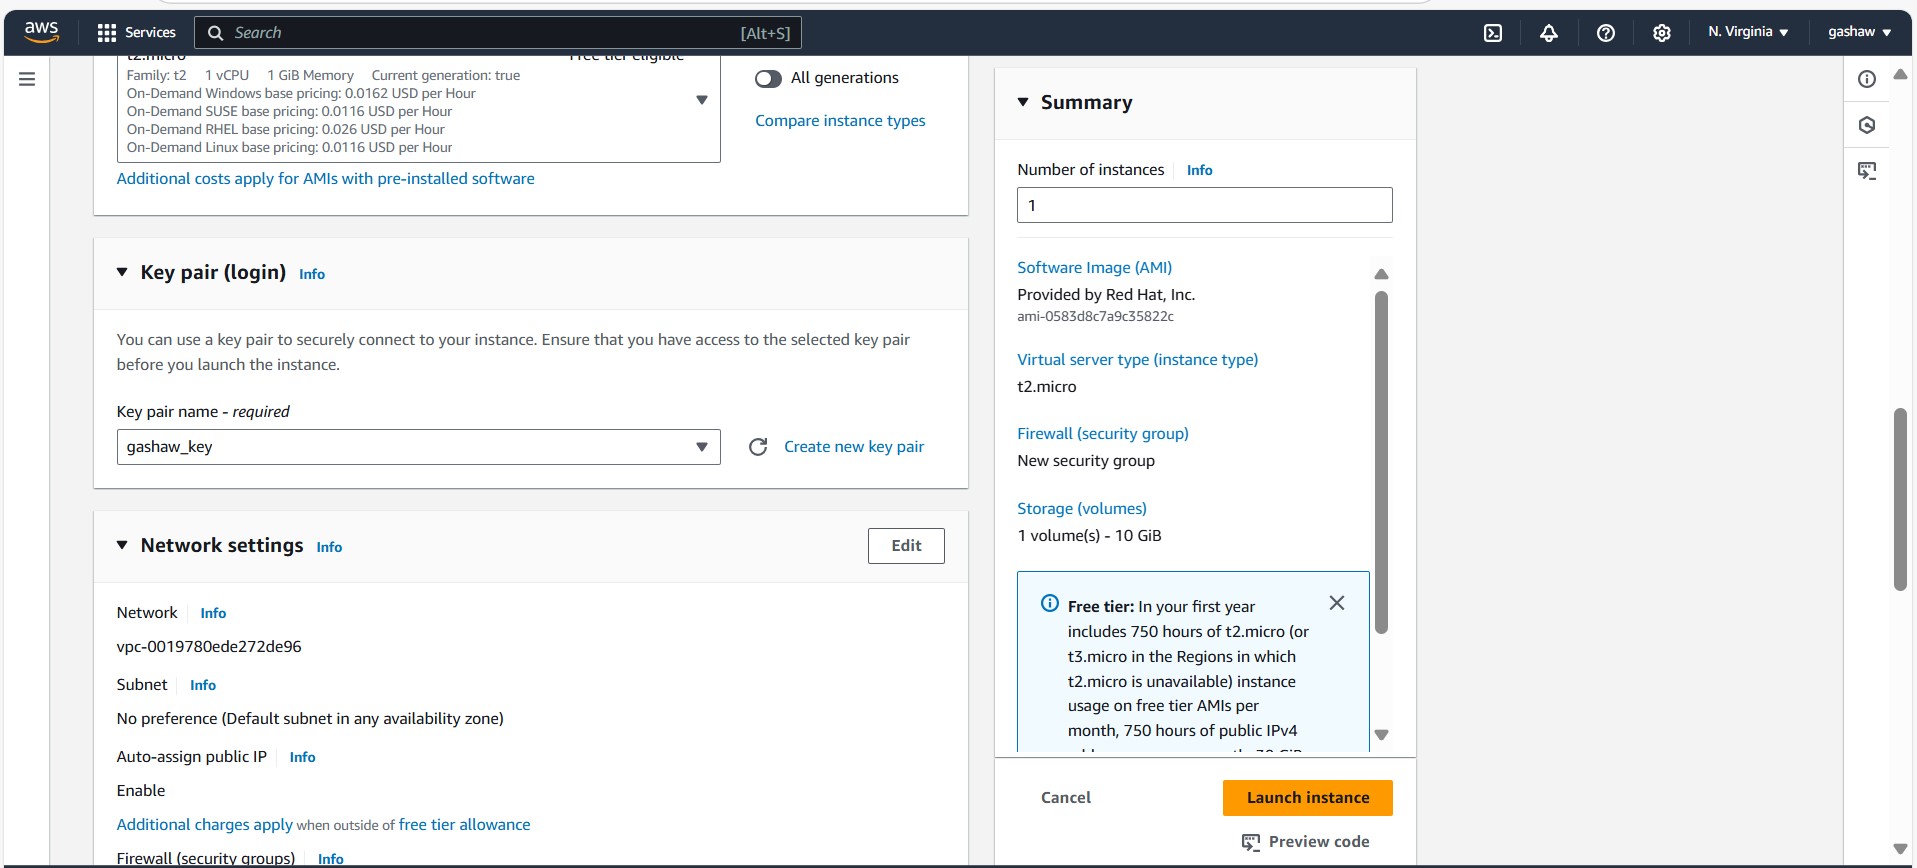 aws
Services
Search
[Alt+S]
N. Virginia
gashaw
t2.micro
Free tier eligible
Family: t2 1 vCPU 1 GiB Memory Current generation: true
On-Demand Windows base pricing: 0.0162 USD per Hour
On-Demand SUSE base pricing: 0.0116 USD per Hour
On-Demand RHEL base pricing: 0.026 USD per Hour
On-Demand Linux base pricing: 0.0116 USD per Hour
All generations
Compare instance types
Additional costs apply for AMIs with pre-installed software
Key pair (login) Info
You can use a key pair to securely connect to your instance. Ensure that you have access to the selected key pair
before you launch the instance.
Key pair name - required
gashaw_key
Create new key pair
Network settings Info
Edit
Network Info
vpc-0019780ede272de96
Subnet Info
No preference (Default subnet in any availability zone)
Auto-assign public IP Info
Enable
Additional charges apply when outside of free tier allowance
Firewall (security groups) Info
Summary
Number of instances Info
1
Software Image (AMI)
Provided by Red Hat, Inc.
ami-0583d8c7a9c35822c
Virtual server type (instance type)
t2.micro
Firewall (security group)
New security group
Storage (volumes)
1 volume(s) - 10 GiB
Free tier: In your first year
includes 750 hours of t2.micro (or
t3.micro in the Regions in which
t2.micro is unavailable) instance
usage on free tier AMIs per
month, 750 hours of public IPv4
Cancel
Launch instance
Preview code